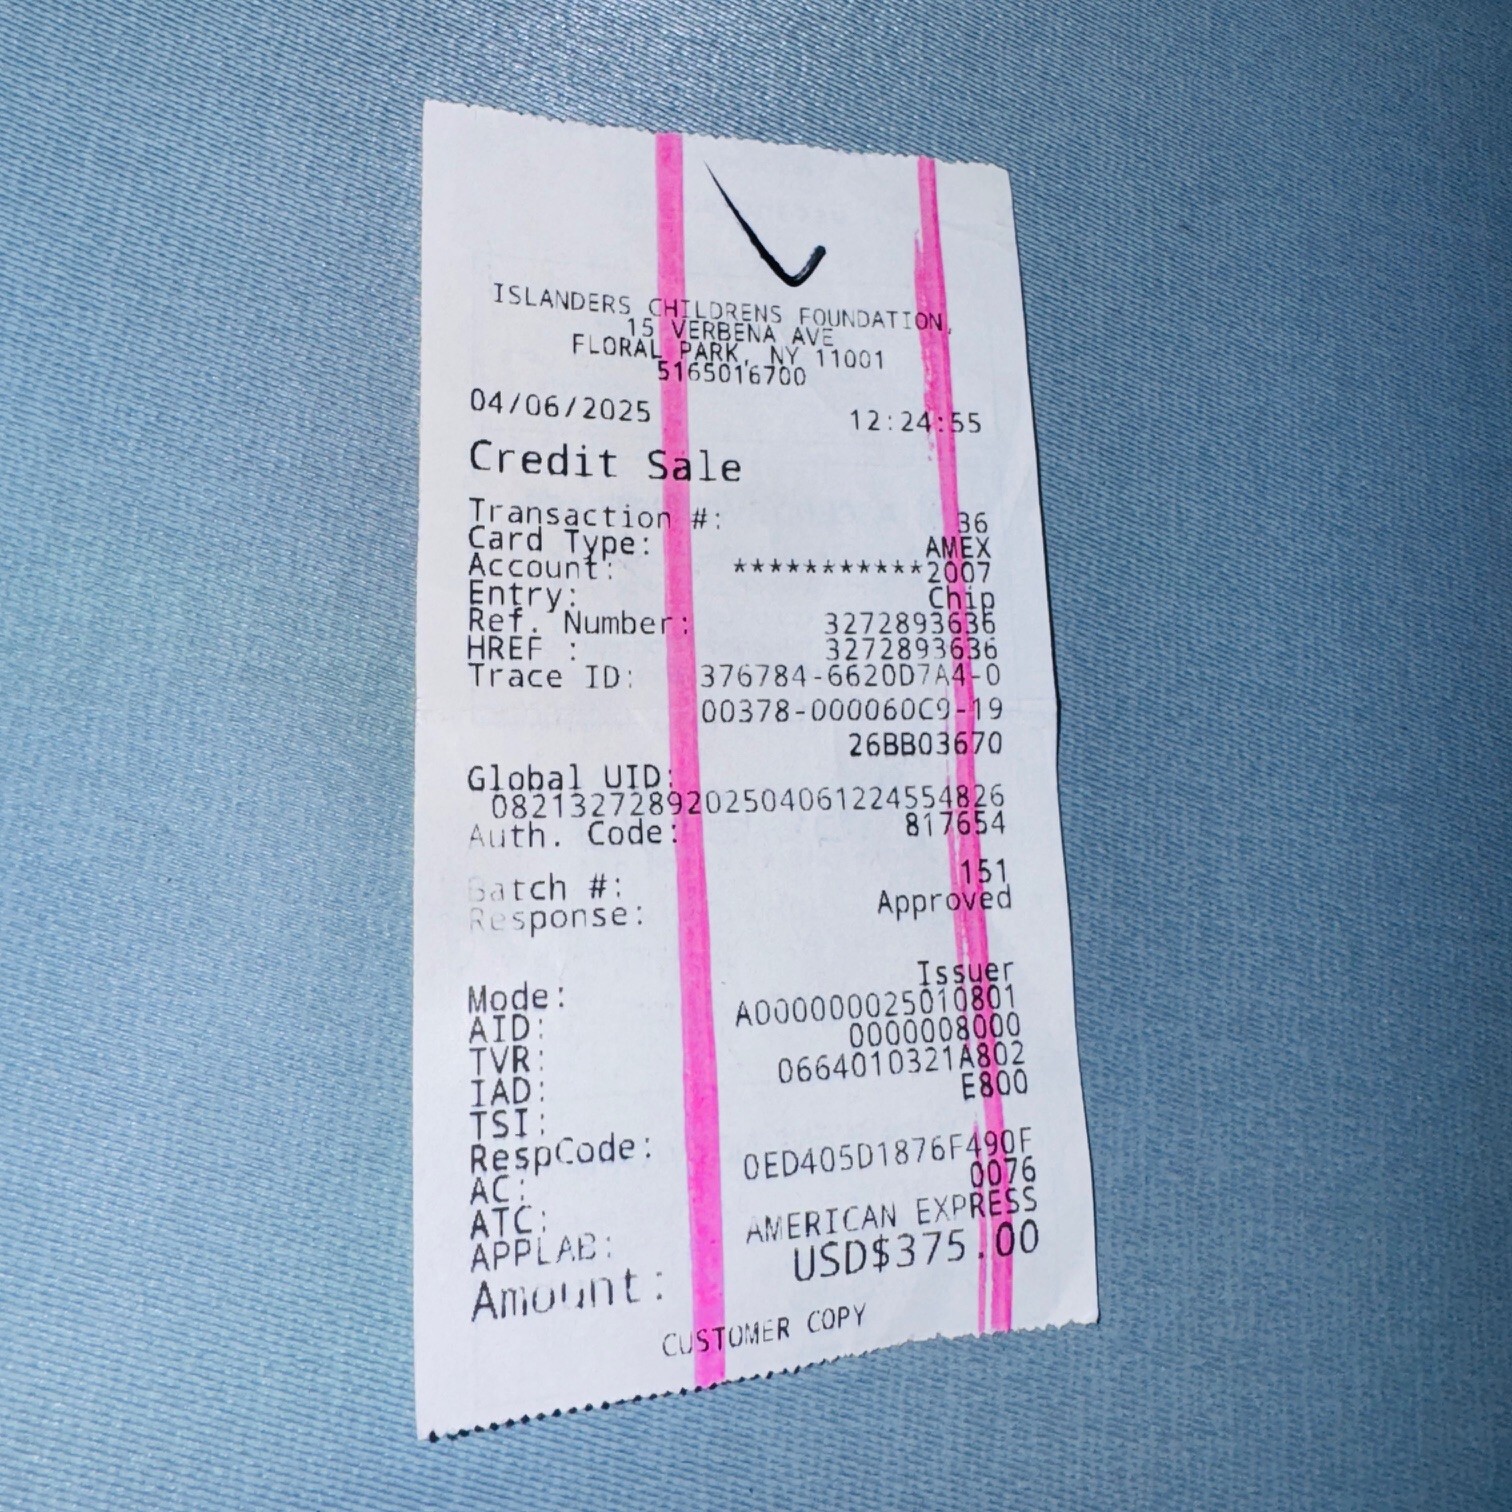 ISLANDERS CHILDRENS FOUNDATION,
15 VERBENA AVE
FLORAL PARK, NY 11001
5165016700
04/06/2025 12:24:55
Credit Sale
Transaction #: 36
Card Type: AMEX
Account: ***********2007
Entry: Chip
Ref. Number: 3272893636
HREF : 3272893636
Trace ID: 376784-6620D7A4-0
00378-000060C9-19
26BB03670
Global UID:
082132728920250406122455​4826
Auth. Code: 817654
Batch #: 151
Response: Approved
Mode: Issuer
AID: A000000025010801
TVR: 0000008000
IAD: 0664010321A802
TSI: E800
RespCode:
AC: 0ED405D1876F490F
ATC: 0076
APPLAB: AMERICAN EXPRESS
Amount: USD$375.00
CUSTOMER COPY